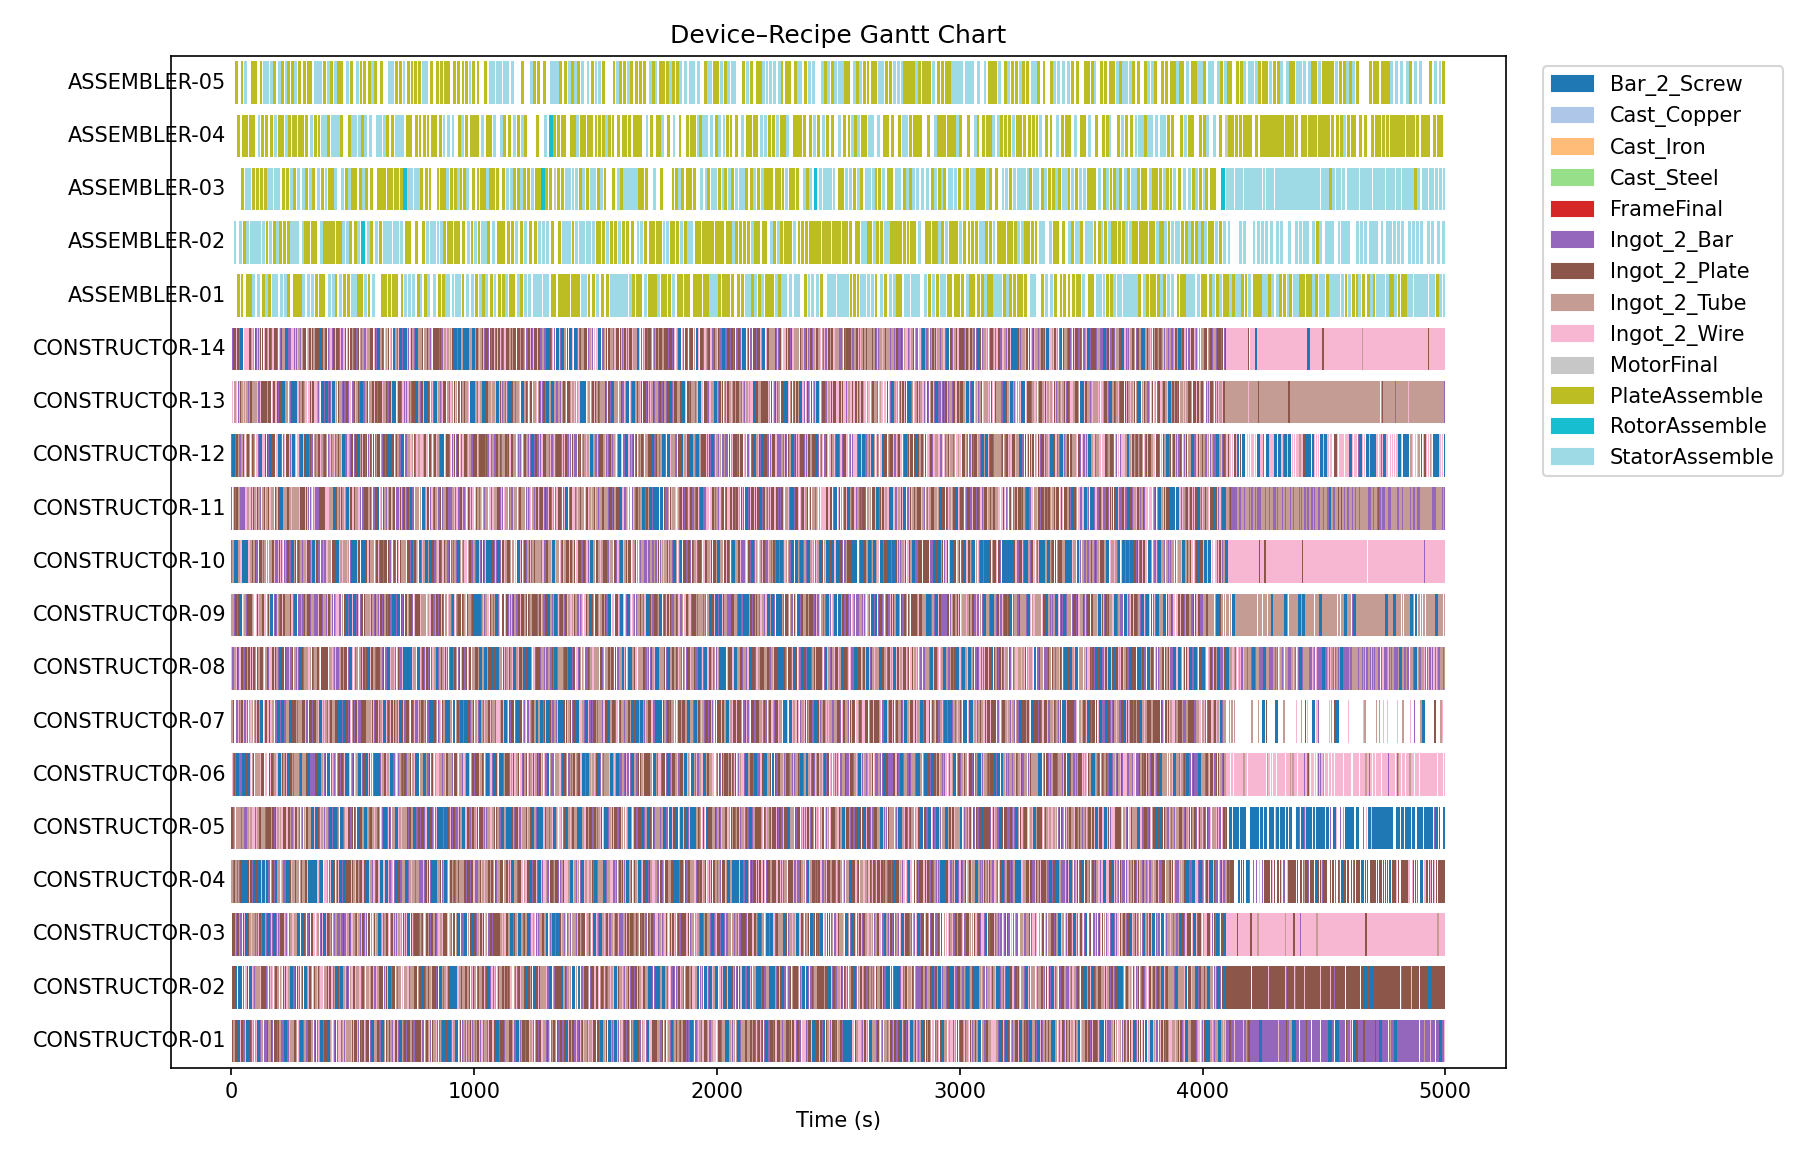 Device–Recipe Gantt Chart
ASSEMBLER-05
ASSEMBLER-04
ASSEMBLER-03
ASSEMBLER-02
ASSEMBLER-01
CONSTRUCTOR-14
CONSTRUCTOR-13
CONSTRUCTOR-12
CONSTRUCTOR-11
CONSTRUCTOR-10
CONSTRUCTOR-09
CONSTRUCTOR-08
CONSTRUCTOR-07
CONSTRUCTOR-06
CONSTRUCTOR-05
CONSTRUCTOR-04
CONSTRUCTOR-03
CONSTRUCTOR-02
CONSTRUCTOR-01
0 1000 2000 3000 4000 5000
Time (s)
Bar_2_Screw
Cast_Copper
Cast_Iron
Cast_Steel
FrameFinal
Ingot_2_Bar
Ingot_2_Plate
Ingot_2_Tube
Ingot_2_Wire
MotorFinal
PlateAssemble
RotorAssemble
StatorAssemble